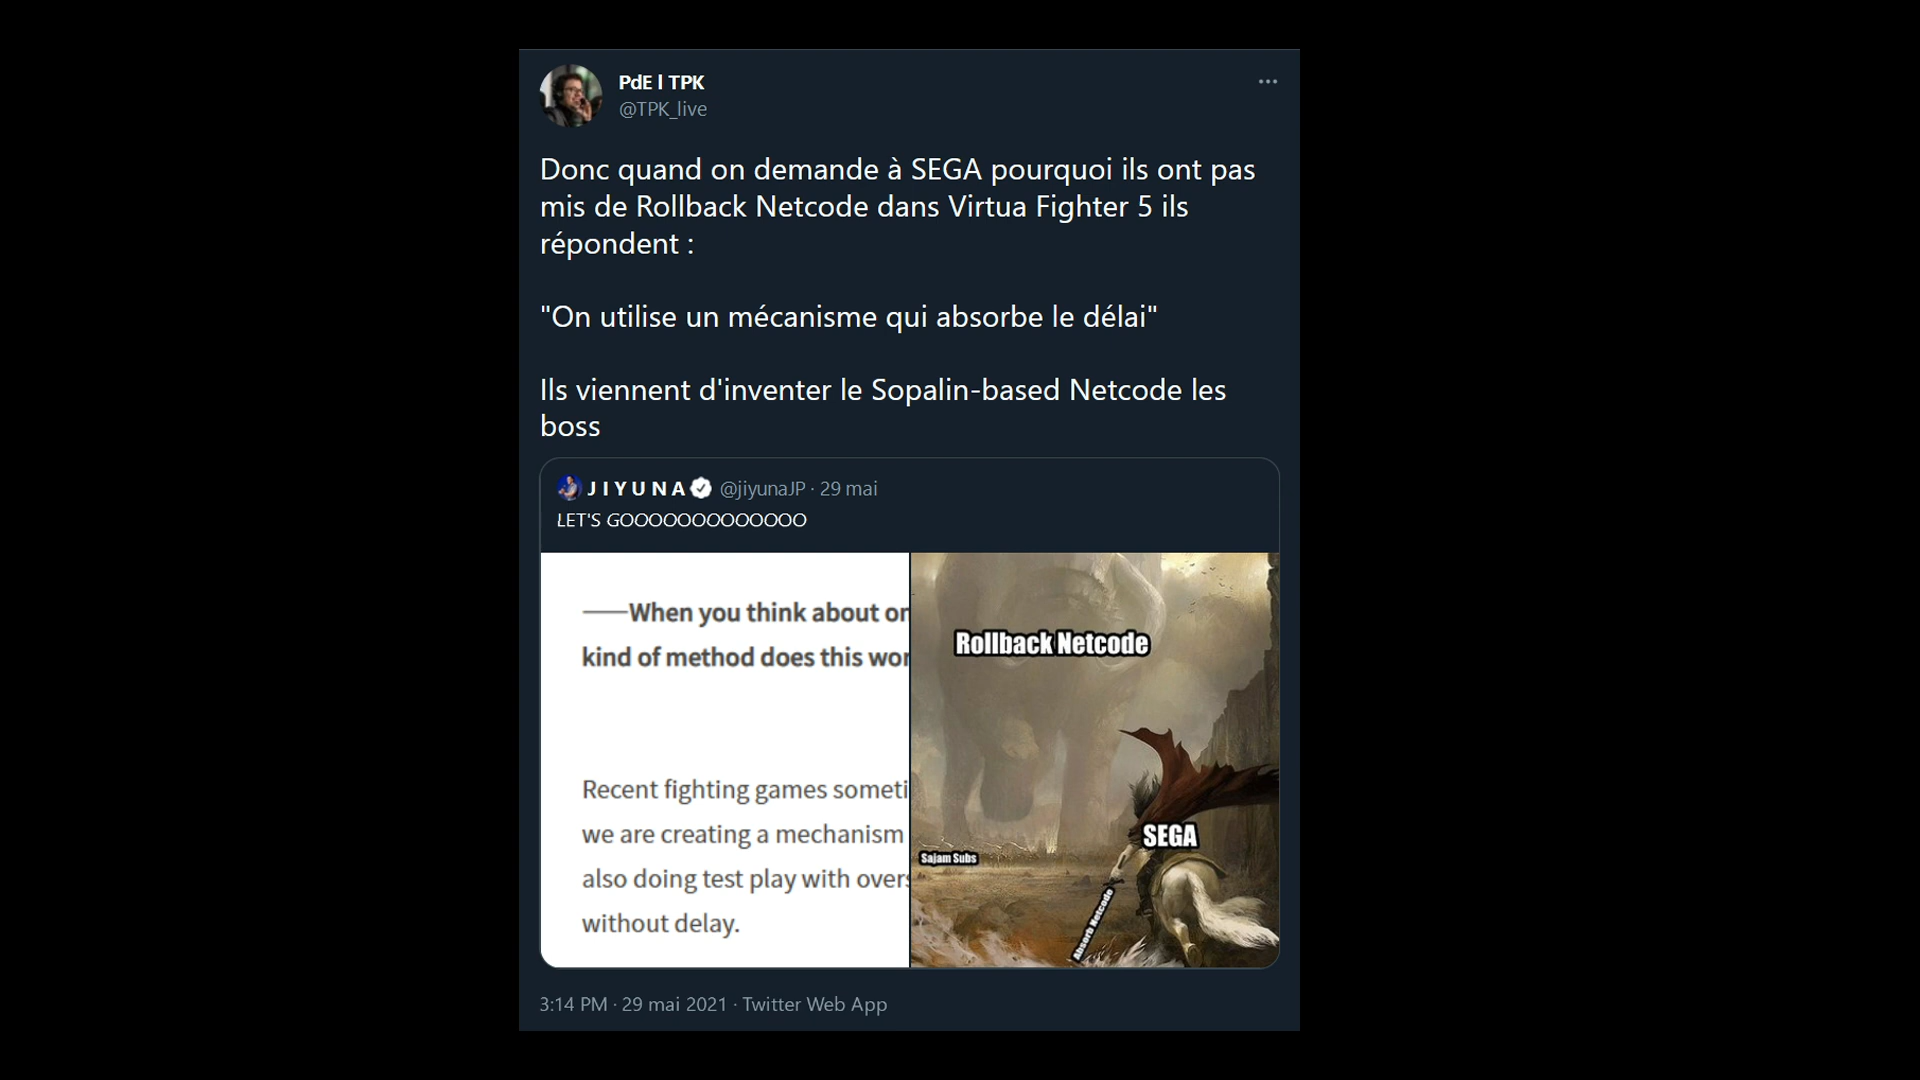 PdE l TPK
@TPK_live
Donc quand on demande à SEGA pourquoi ils ont pas
mis de Rollback Netcode dans Virtua Fighter 5 ils
répondent :
"On utilise un mécanisme qui absorbe le délai"
Ils viennent d'inventer le Sopalin-based Netcode les
boss
J I Y U N A @jiyunaJP · 29 mai
LET'S GOOOOOOOOOOOOO
——When you think about on
kind of method does this wor
Recent fighting games someti
we are creating a mechanism
also doing test play with overs
without delay.
Rollback Netcode
SEGA
Sajam Subs
Absorb Netcode
3:14 PM · 29 mai 2021 · Twitter Web App